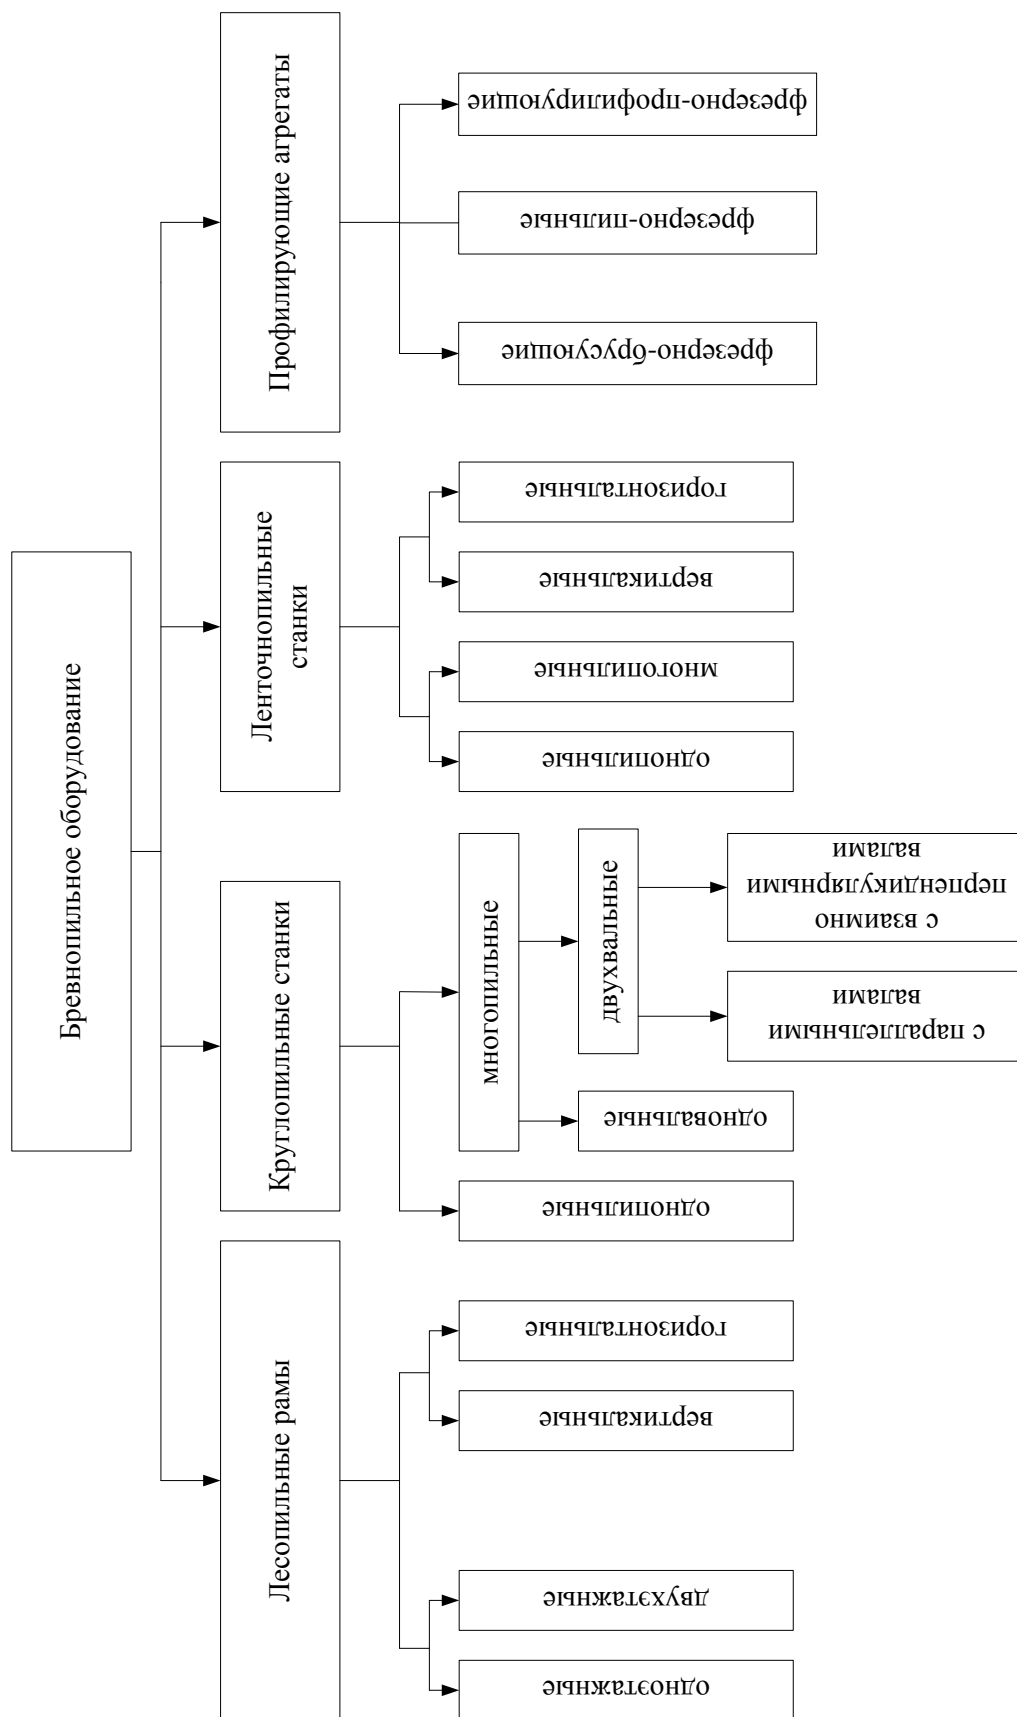 Бревнопильное оборудование
Лесопильные рамы
одноэтажные
двухэтажные
вертикальные
горизонтальные
Круглопильные станки
однопильные
многопильные
одновальные
двухвальные
с параллельными
валами
с взаимно
перпендикулярными
валами
Ленточнопильные
станки
однопильные
многопильные
вертикальные
горизонтальные
Профилирующие агрегаты
фрезерно-брусующие
фрезерно-пильные
фрезерно-профилирующие